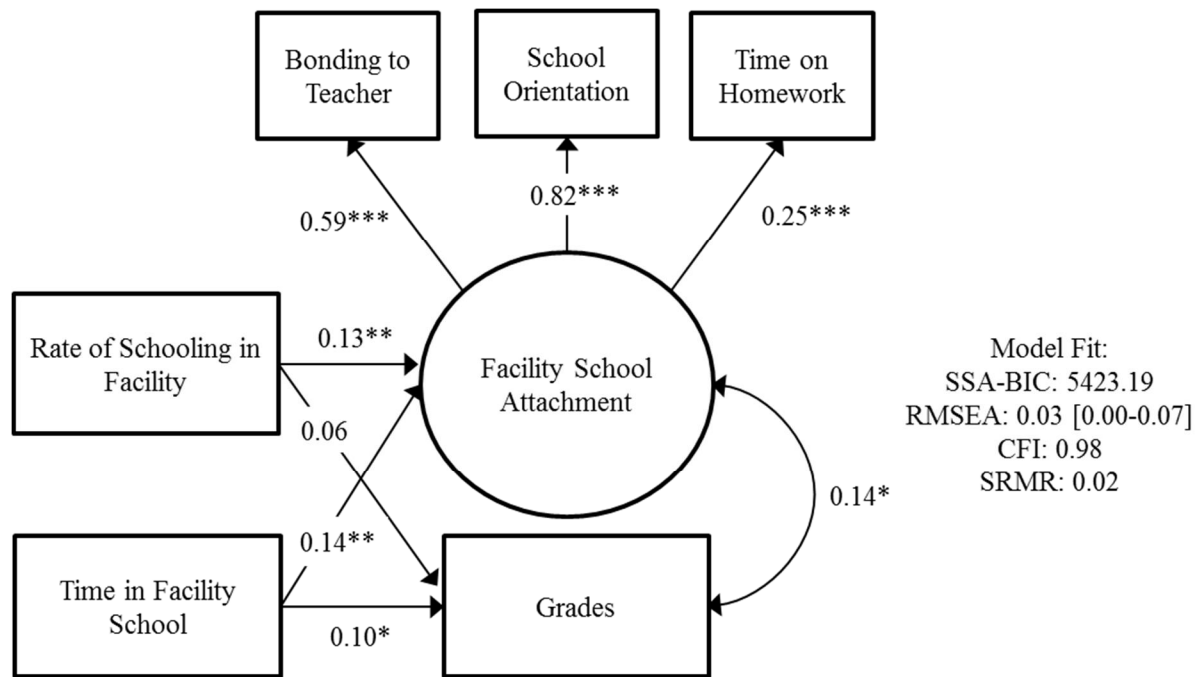 Bonding to
Teacher
School
Orientation
Time on
Homework
0.59***
0.82***
0.25***
Rate of Schooling in
Facility
0.13**
Facility School
Attachment
0.06
0.14**
Time in Facility
School
0.10*
Grades
0.14*
Model Fit:
SSA-BIC: 5423.19
RMSEA: 0.03 [0.00-0.07]
CFI: 0.98
SRMR: 0.02